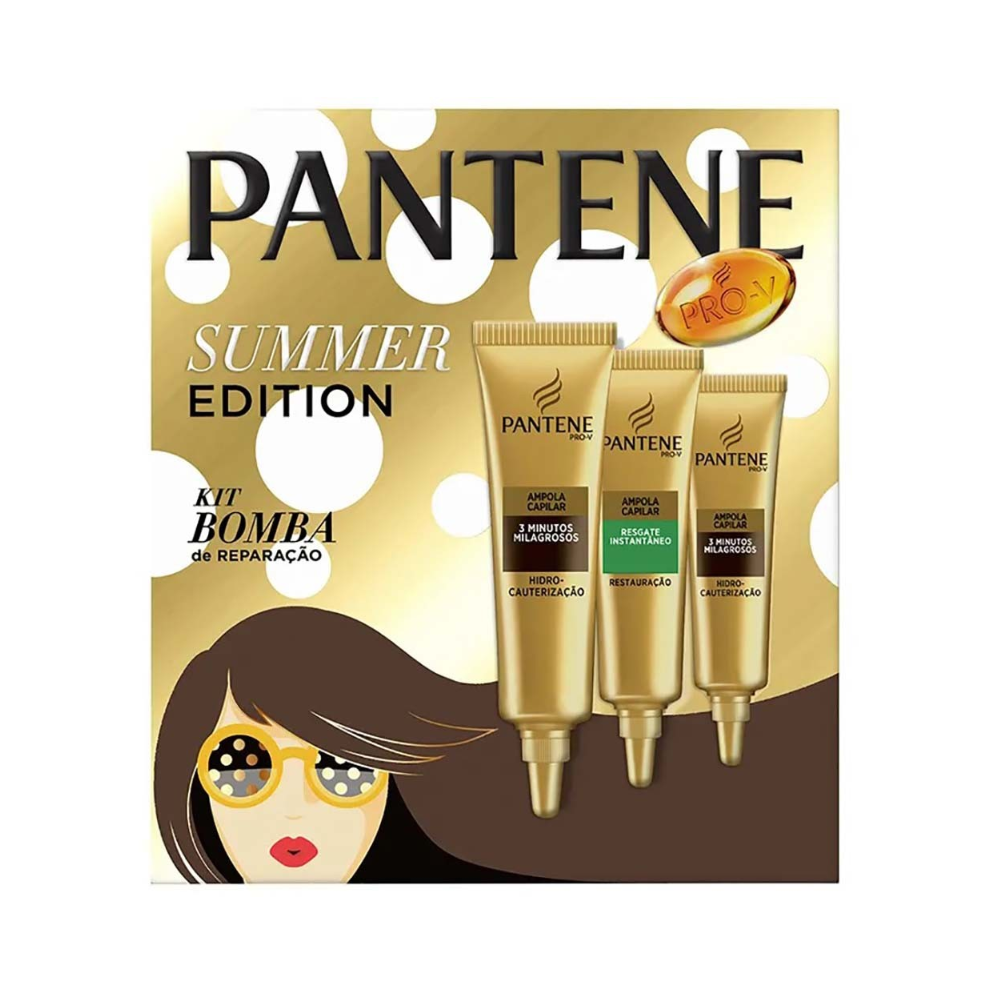 PANTENE
PRO-V
SUMMER
EDITION
KIT
BOMBA
de REPARAÇÃO
PANTENE
PRO-V
AMPOLA
CAPILAR
3 MINUTOS
MILAGROSOS
HIDRO-
CAUTERIZAÇÃO
PANTENE
PRO-V
AMPOLA
CAPILAR
RESGATE
INSTANTÂNEO
RESTAURAÇÃO
PANTENE
PRO-V
AMPOLA
CAPILAR
3 MINUTOS
MILAGROSOS
HIDRO-
CAUTERIZAÇÃO